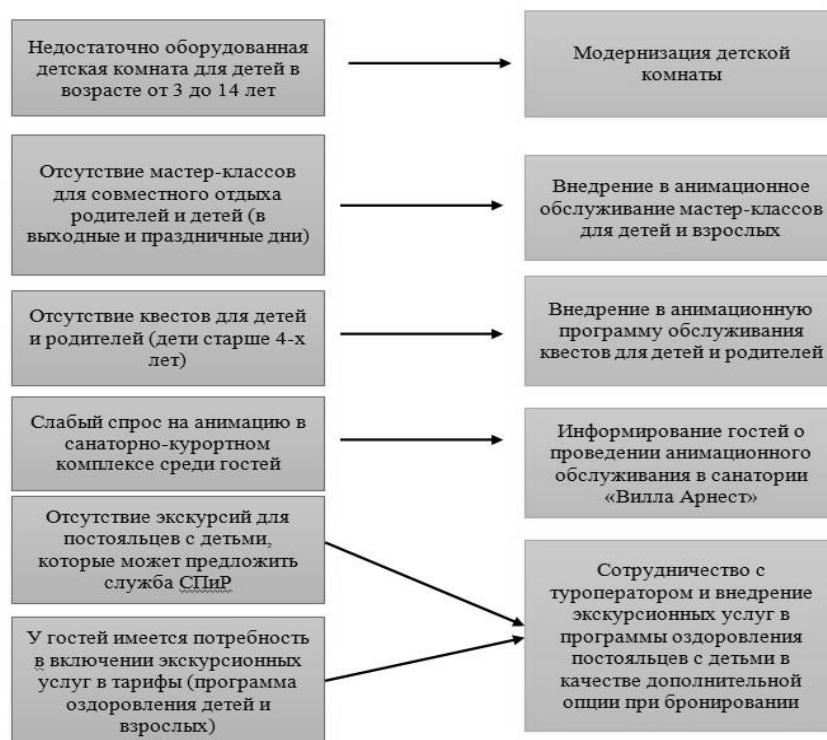 Недостаточно оборудованная
детская комната для детей в
возрасте от 3 до 14 лет
Модернизация детской
комнаты
Отсутствие мастер-классов
для совместного отдыха
родителей и детей (в
выходные и праздничные дни)
Внедрение в анимационное
обслуживание мастер-классов
для детей и взрослых
Отсутствие квестов для детей
и родителей (дети старше 4-х
лет)
Внедрение в анимационную
программу обслуживания
квестов для детей и родителей
Слабый спрос на анимацию в
санаторно-курортном
комплексе среди гостей
Информирование гостей о
проведении анимационного
обслуживания в санатории
«Вилла Арнест»
Отсутствие экскурсий для
постояльцев с детьми,
которые может предложить
служба СПиР
У гостей имеется потребность
в включении экскурсионных
услуг в тарифы (программа
оздоровления детей и
взрослых)
Сотрудничество с
туроператором и внедрение
экскурсионных услуг в
программы оздоровления
постояльцев с детьми в
качестве дополнительной
опции при бронировании